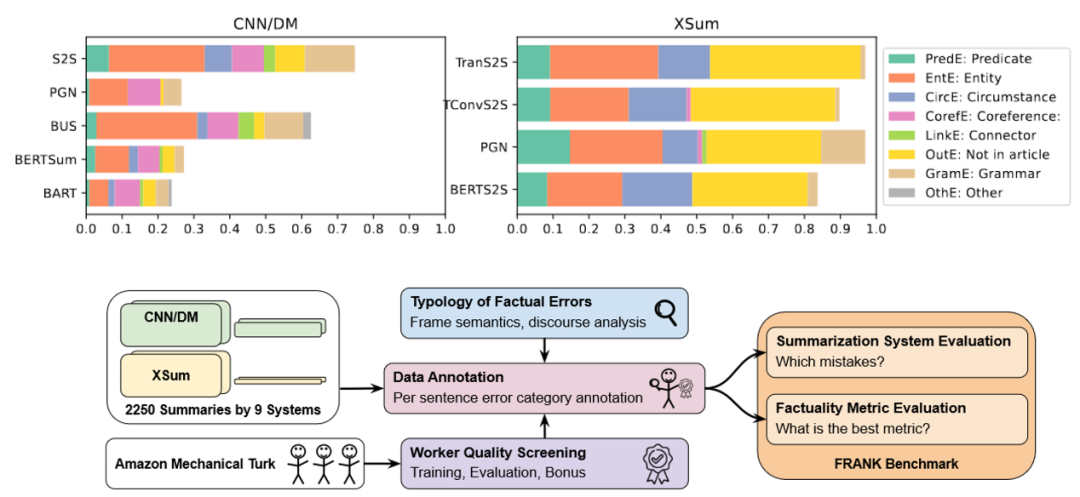 CNN/DM
S2S
PGN
BUS
BERTSum
BART
0.0 0.1 0.2 0.3 0.4 0.5 0.6 0.7 0.8 0.9 1.0
XSum
TranS2S
TConvS2S
PGN
BERTS2S
0.0 0.1 0.2 0.3 0.4 0.5 0.6 0.7 0.8 0.9 1.0
PredE: Predicate
EntE: Entity
CircE: Circumstance
CorefE: Coreference:
LinkE: Connector
OutE: Not in article
GramE: Grammar
OthE: Other
CNN/DM
XSum
2250 Summaries by 9 Systems
Amazon Mechanical Turk
Typology of Factual Errors
Frame semantics, discourse analysis
Data Annotation
Per sentence error category annotation
Worker Quality Screening
Training, Evaluation, Bonus
Summarization System Evaluation
Which mistakes?
Factuality Metric Evaluation
What is the best metric?
FRANK Benchmark